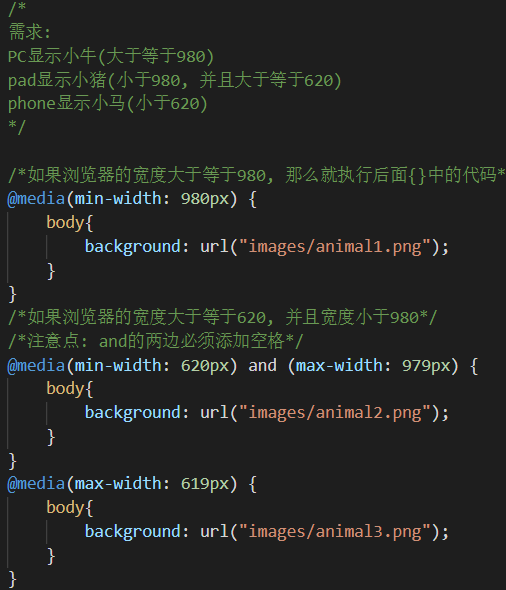 /*
需求:
PC显示小牛(大于等于980)
pad显示小猪(小于980, 并且大于等于620)
phone显示小马(小于620)
*/
/*如果浏览器的宽度大于等于980, 那么就执行后面{}中的代码*
@media(min-width: 980px) {
body{
background: url("images/animal1.png");
}
}
/*如果浏览器的宽度大于等于620, 并且宽度小于980*/
/*注意点: and的两边必须添加空格*/
@media(min-width: 620px) and (max-width: 979px) {
body{
background: url("images/animal2.png");
}
}
@media(max-width: 619px) {
body{
background: url("images/animal3.png");
}
}